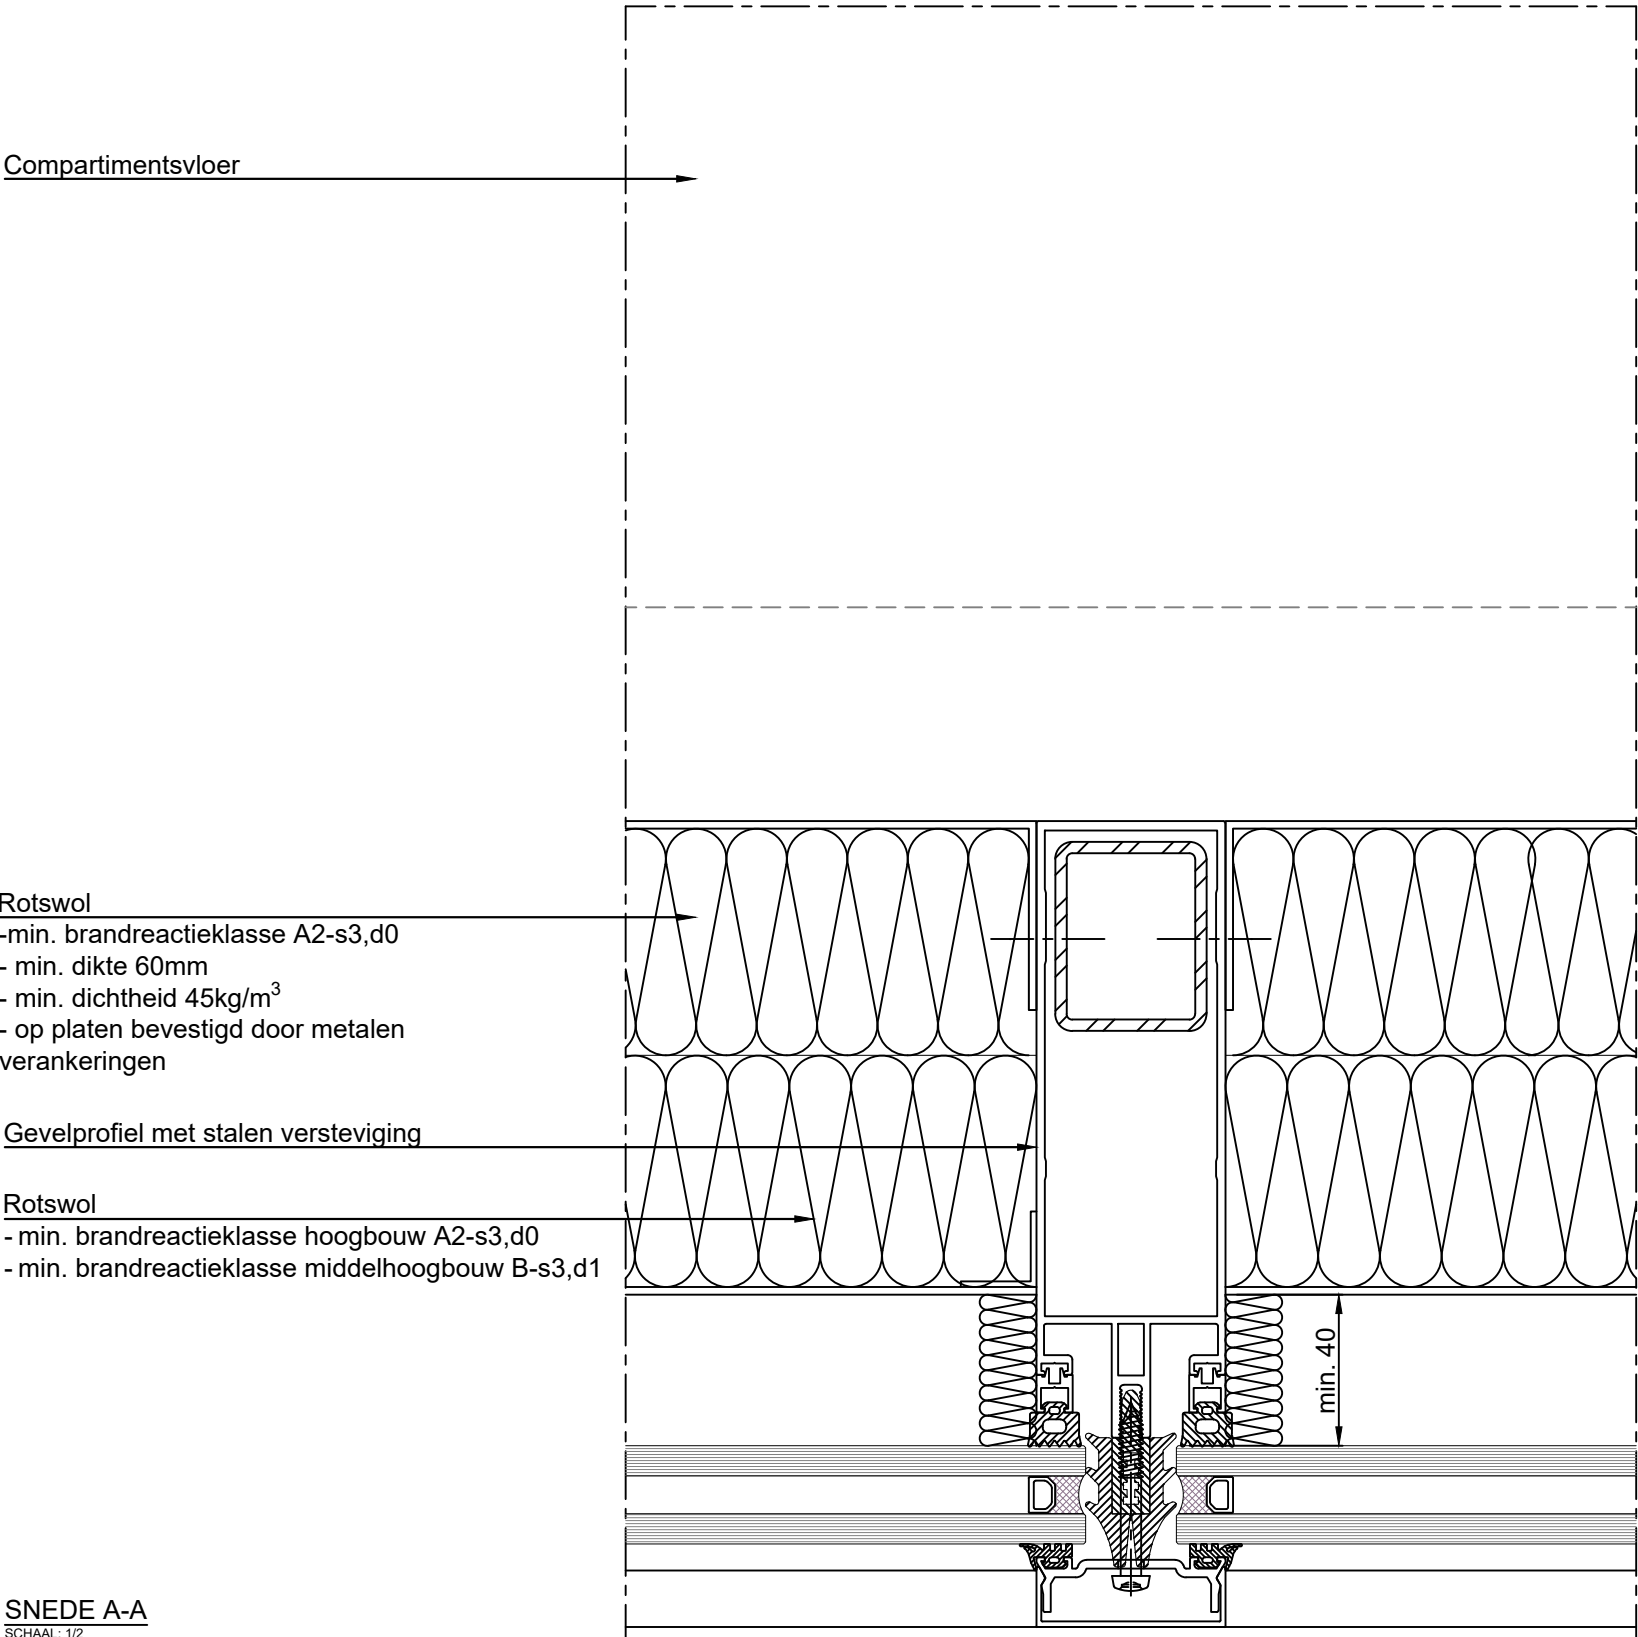 Compartimentsvloer
Rotswol
-min. brandreactieklasse A2-s3,d0
- min. dikte 60mm
- min. dichtheid 45kg/m³
- op platen bevestigd door metalen
verankeringen
Gevelprofiel met stalen versteviging
Rotswol
- min. brandreactieklasse hoogbouw A2-s3,d0
- min. brandreactieklasse middelhoogbouw B-s3,d1
min. 40
SNEDE A-A
SCHAAL: 1/2